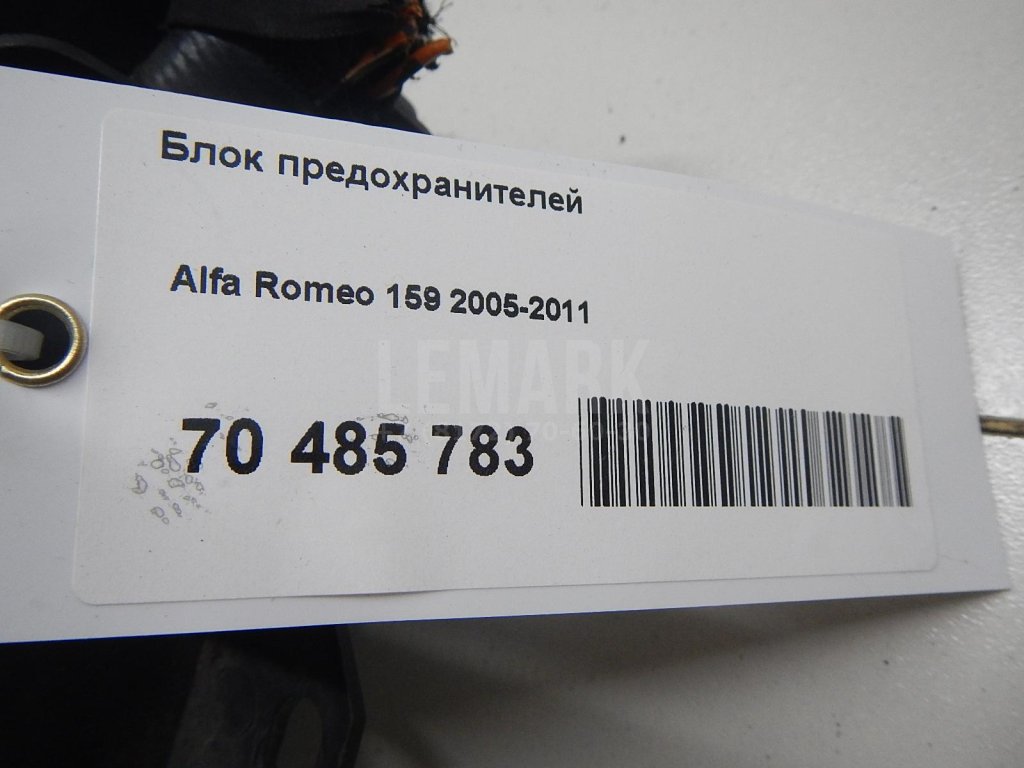 Блок предохранителей
Alfa Romeo 159 2005-2011
LEMARK
70 485 783